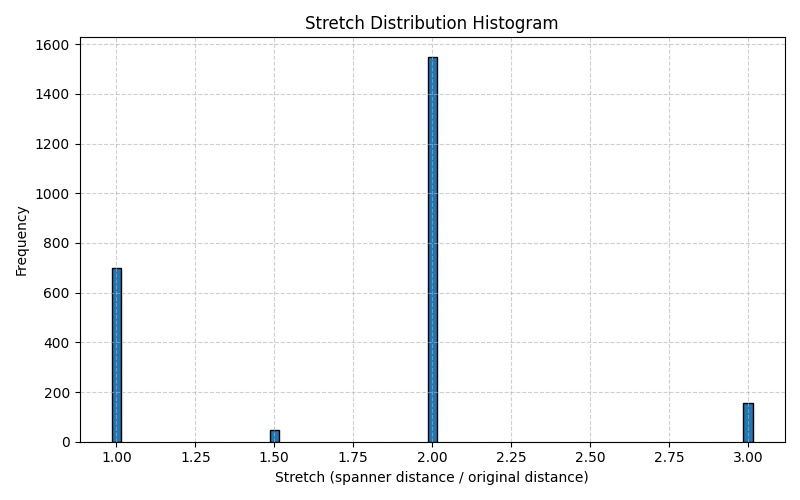 Stretch Distribution Histogram
Frequency
1600
1400
1200
1000
800
600
400
200
0
1.00 1.25 1.50 1.75 2.00 2.25 2.50 2.75 3.00
Stretch (spanner distance / original distance)